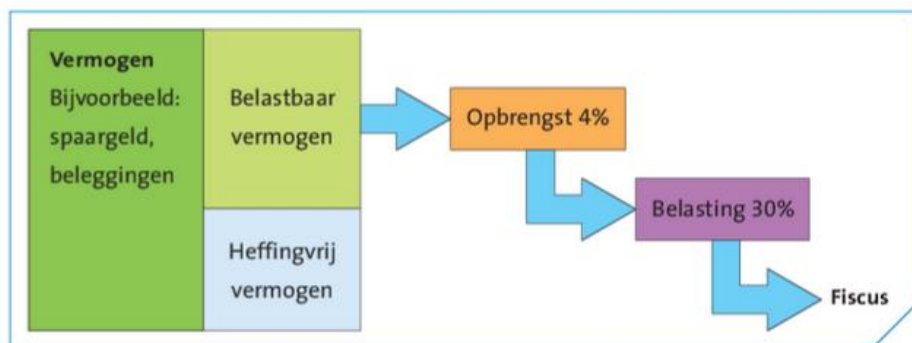 Vermogen
Bijvoorbeeld:
spaargeld,
beleggingen
Belastbaar
vermogen
Heffingvrij
vermogen
Opbrengst 4%
Belasting 30%
Fiscus